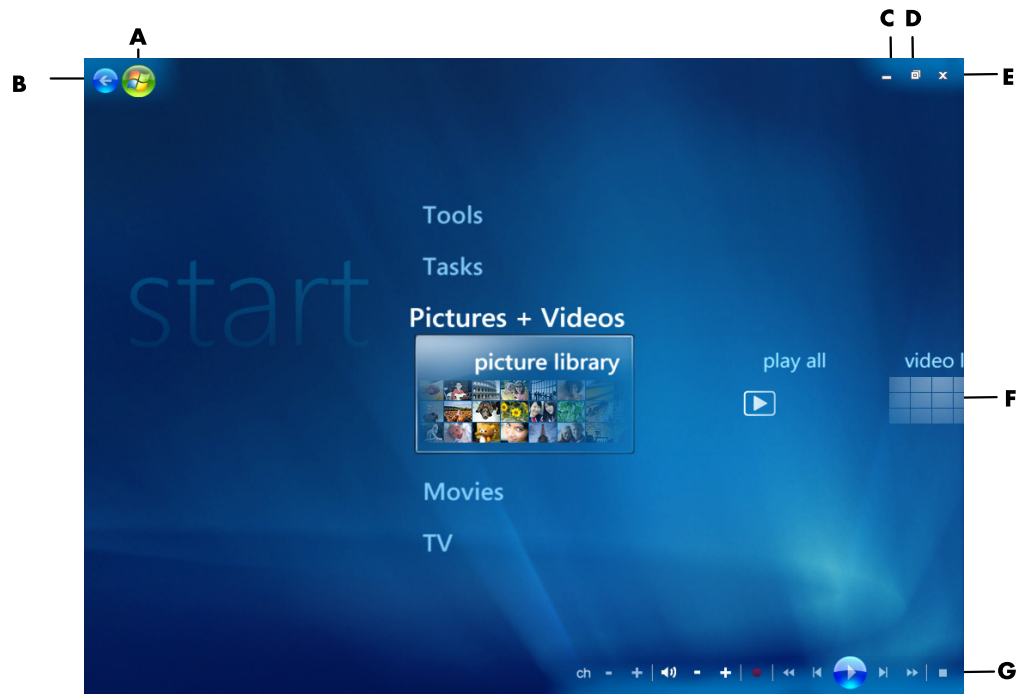 A
B
C D
E
Tools
Tasks
start
Pictures + Videos
picture library
play all
video l
F
Movies
TV
ch
G